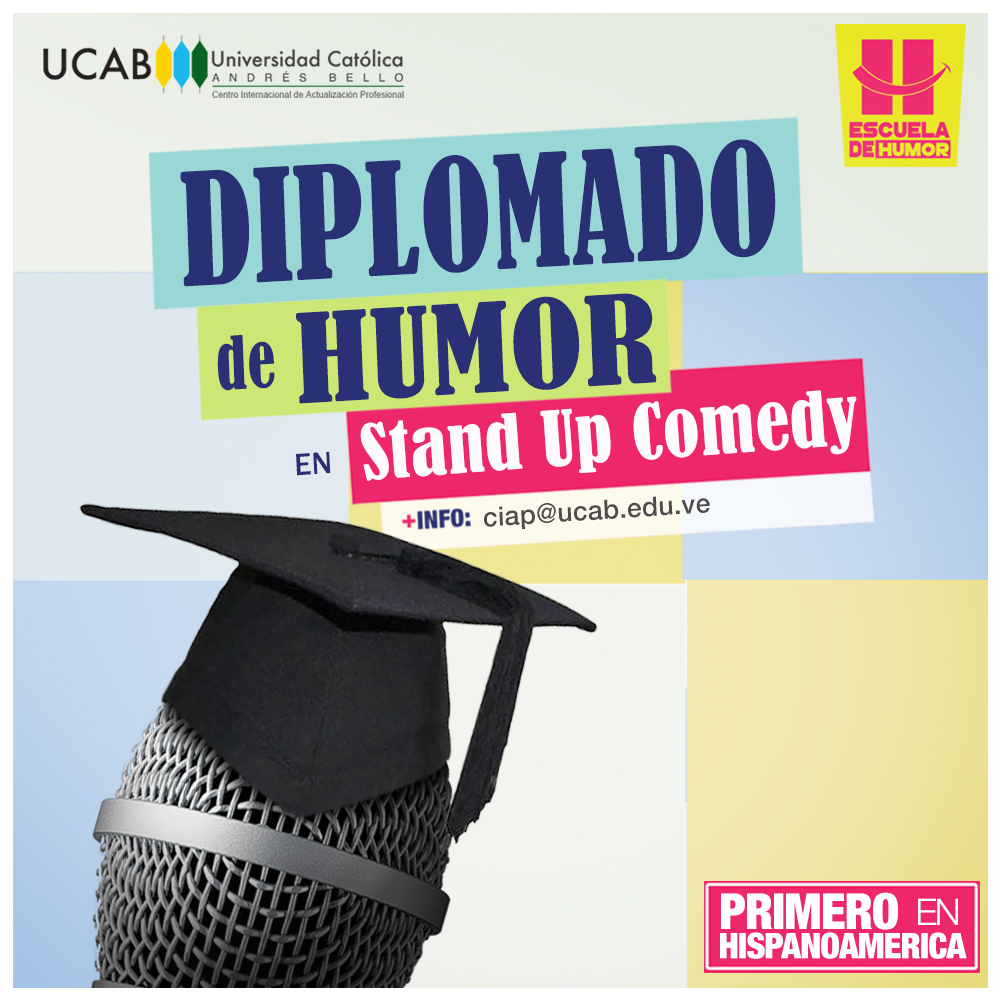 UCAB
Universidad Católica
ANDRÉS BELLO
Centro Internacional de Actualización Profesional
ESCUELA
DE HUMOR
DIPLOMADO
de HUMOR
EN Stand Up Comedy
+INFO: ciap@ucab.edu.ve
PRIMERO EN
HISPANOAMERICA